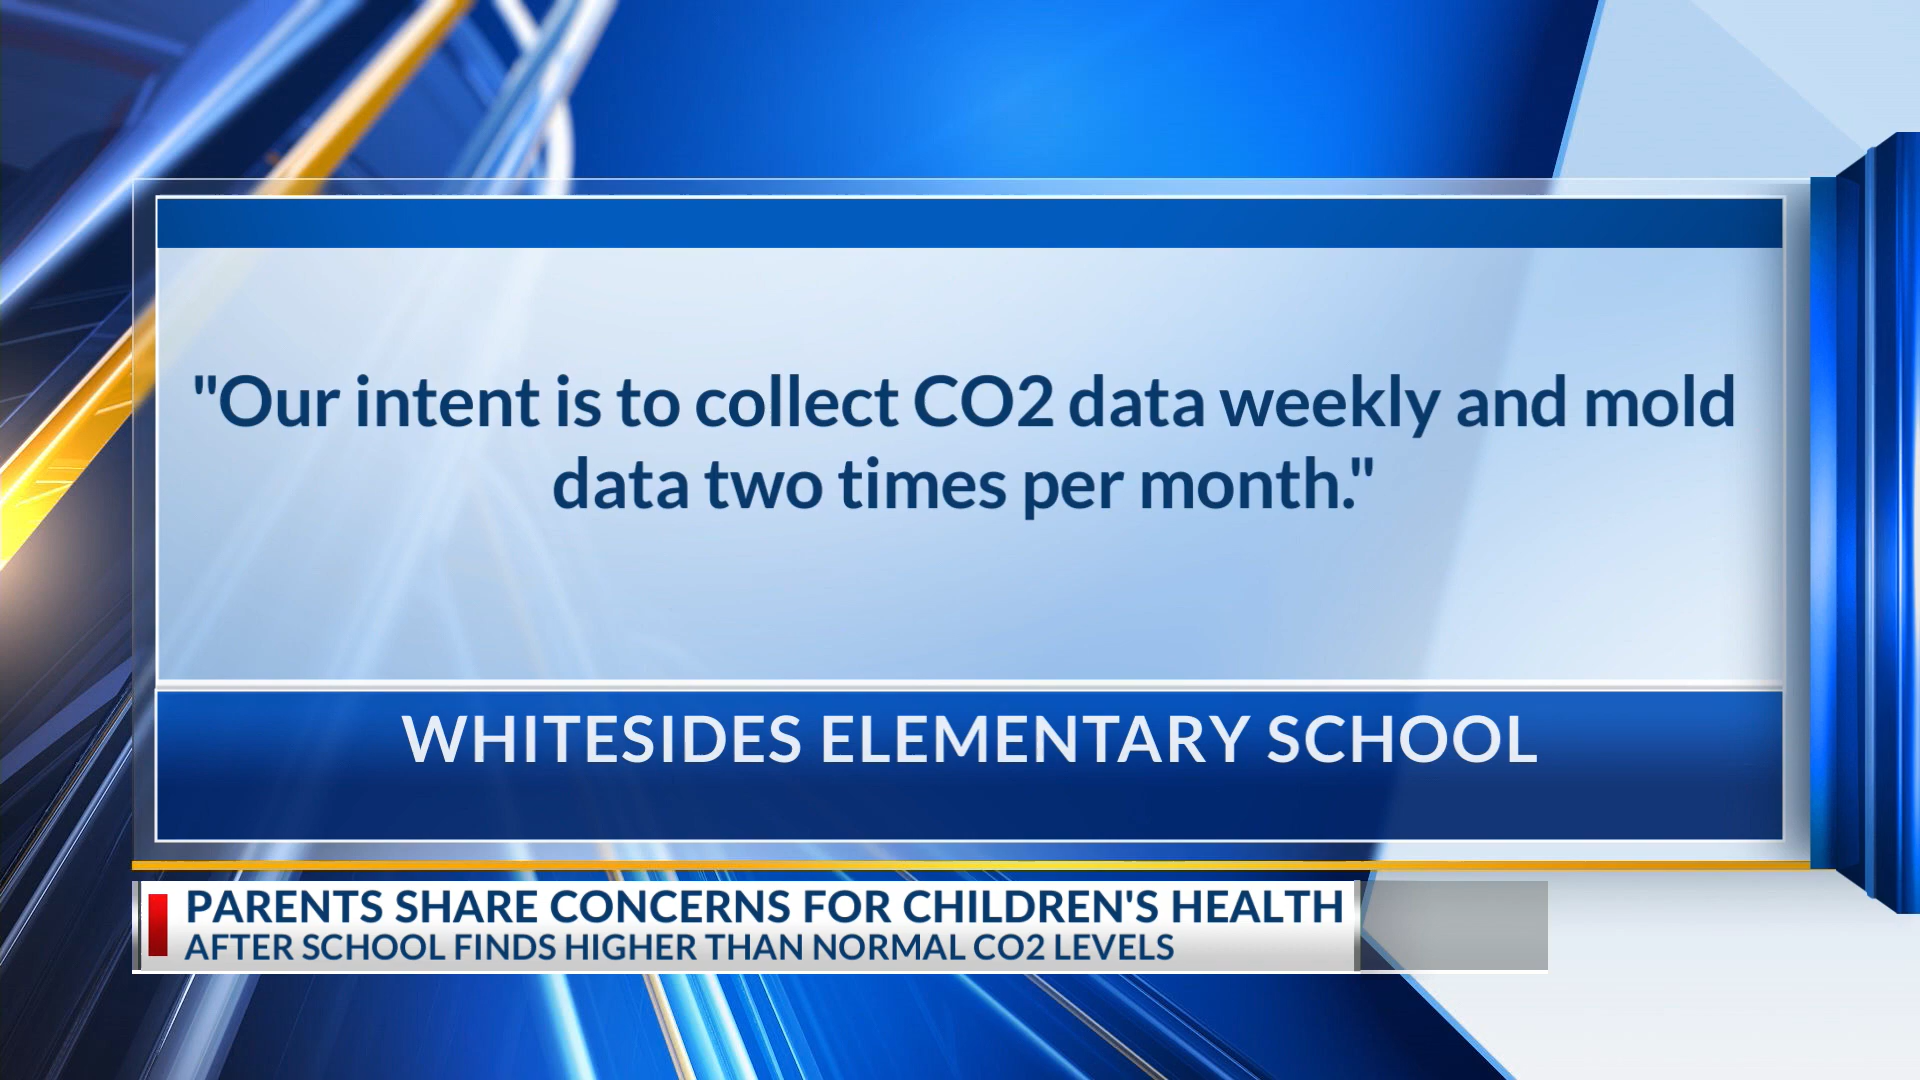 "Our intent is to collect CO2 data weekly and mold
data two times per month."
WHITESIDES ELEMENTARY SCHOOL
PARENTS SHARE CONCERNS FOR CHILDREN'S HEALTH
AFTER SCHOOL FINDS HIGHER THAN NORMAL CO2 LEVELS